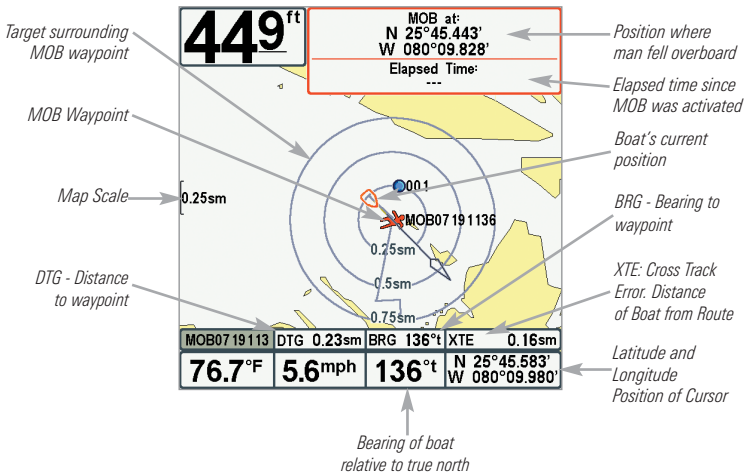 44.9 ft
MOB at:
N 25°45.443'
W 080°09.828'
Elapsed Time:
---
Target surrounding
MOB waypoint
MOB Waypoint
Map Scale
DTG - Distance
to waypoint
Position where
man fell overboard
Elapsed time since
MOB was activated
Boat's current
position
BRG - Bearing to
waypoint
XTE: Cross Track
Error. Distance
of Boat from Route
Latitude and
Longitude
Position of Cursor
0.25sm
001
MOB07191136
0.25sm
0.5sm
0.75sm
MOB0719113 DTG 0.23sm BRG 136°t XTE 0.16sm
76.7°F 5.6mph 136°t N 25°45.583'
W 080°09.980'
Bearing of boat
relative to true north